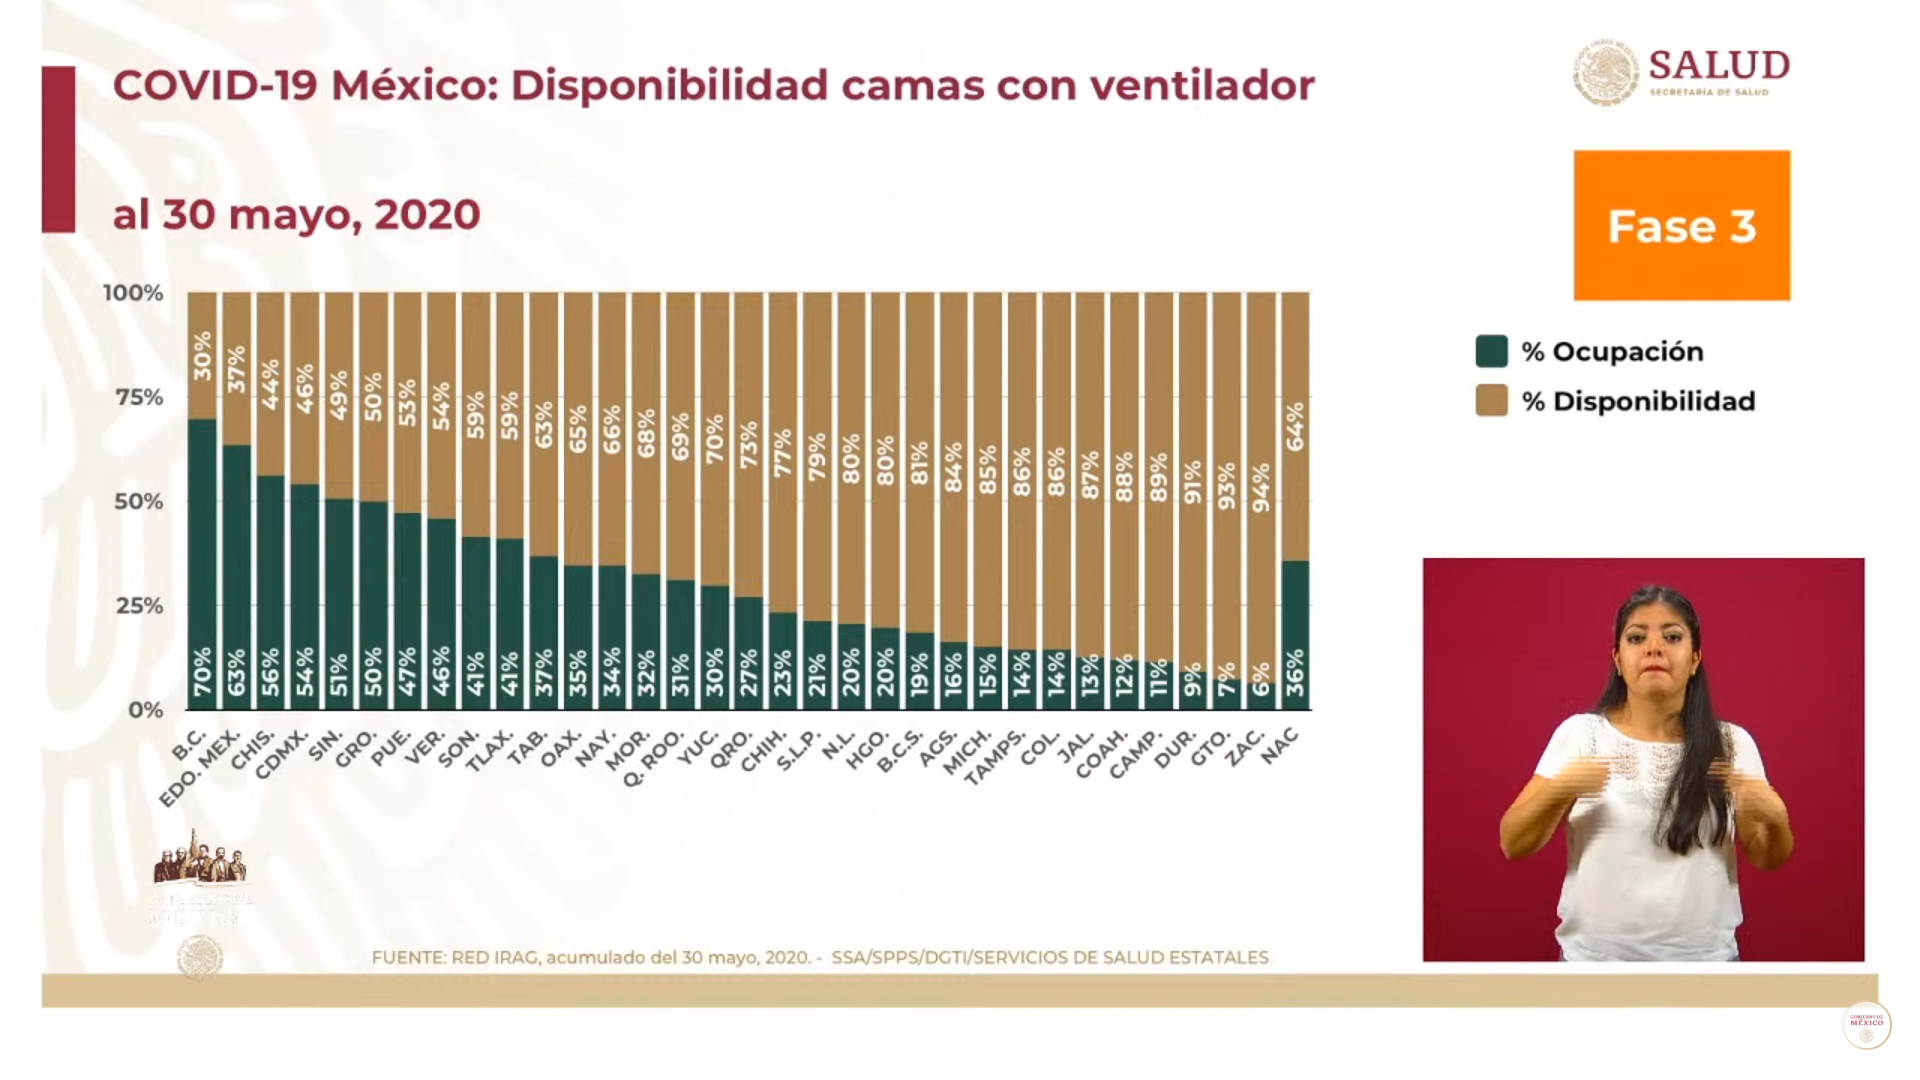 COVID-19 México: Disponibilidad camas con ventilador
al 30 mayo, 2020
SALUD
SECRETARÍA DE SALUD
Fase 3
% Ocupación
% Disponibilidad
100%
75%
50%
25%
0%
30% 37% 44% 46% 49% 50% 53% 54% 59% 59% 63% 65% 66% 68% 69% 70% 73% 77% 79% 80% 80% 81% 84% 85% 86% 86% 87% 88% 89% 91% 93% 94% 64%
70% 63% 56% 54% 51% 50% 47% 46% 41% 41% 37% 35% 34% 32% 31% 30% 27% 23% 21% 20% 20% 19% 16% 15% 14% 14% 13% 12% 11% 9% 7% 6% 36%
B.C. EDO. MEX. CHIS. CDMX. SIN. GRO. PUE. VER. SON. TLAX. TAB. OAX. NAY. MOR. Q. ROO. YUC. QRO. CHIH. S.L.P. N.L. HGO. B.C.S. AGS. MICH. TAMPS. COL. JAL. COAH. CAMP. DUR. GTO. ZAC. NAC
FUENTE: RED IRAG, acumulado del 30 mayo, 2020. - SSA/SPPS/DGTI/SERVICIOS DE SALUD ESTATALES
GOBIERNO DE
MÉXICO